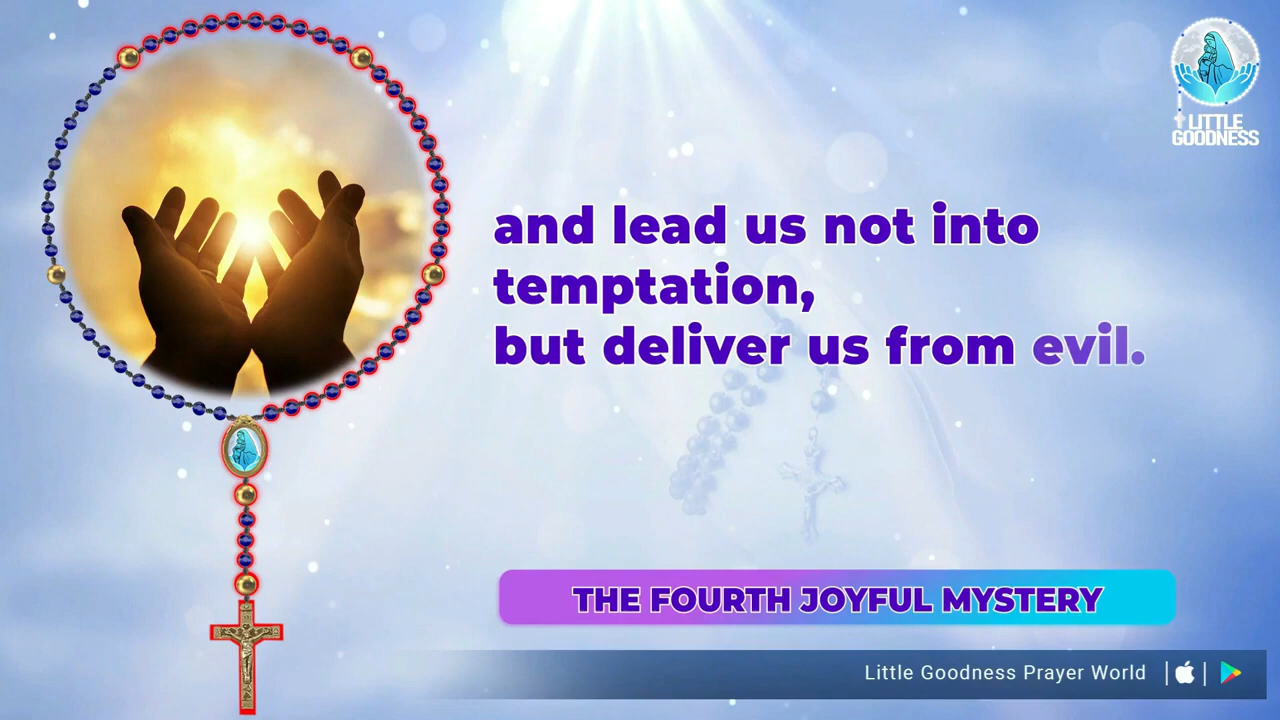 LITTLE
GOODNESS
and lead us not into
temptation,
but deliver us from evil.
THE FOURTH JOYFUL MYSTERY
Little Goodness Prayer World